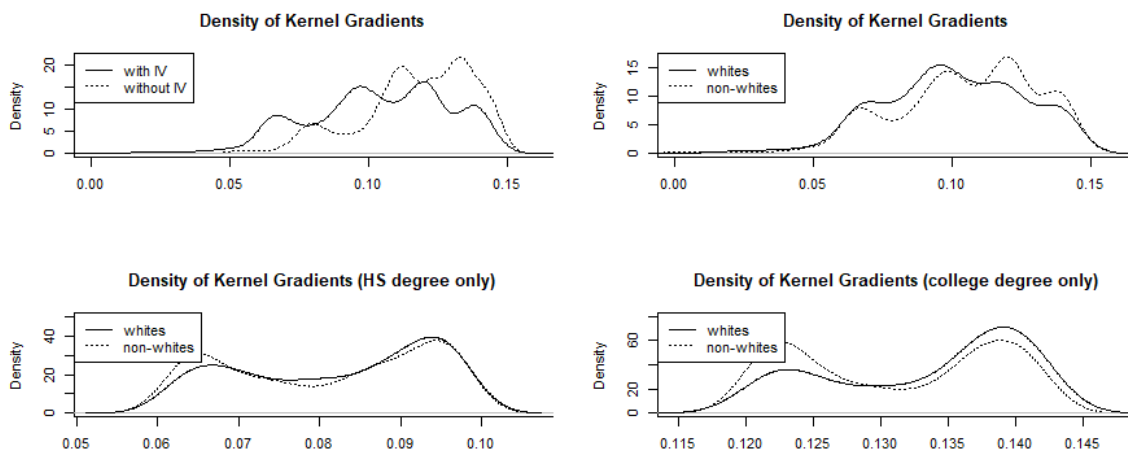 Density of Kernel Gradients
Density
20
15
10
5
0
with IV
without IV
0.00 0.05 0.10 0.15
Density of Kernel Gradients
Density
15
10
5
0
whites
non-whites
0.00 0.05 0.10 0.15
Density of Kernel Gradients (HS degree only)
Density
40
20
0
whites
non-whites
0.05 0.06 0.07 0.08 0.09 0.10
Density of Kernel Gradients (college degree only)
Density
60
20
0
whites
non-whites
0.115 0.120 0.125 0.130 0.135 0.140 0.145